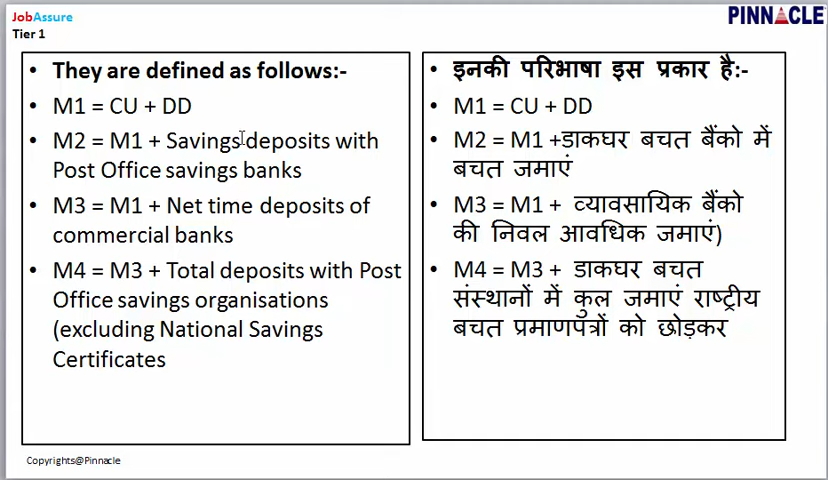 JobAssure
PINNACLE
Tier 1
• They are defined as follows:-
• M1 = CU + DD
• M2 = M1 + Savings deposits with
Post Office savings banks
• M3 = M1 + Net time deposits of
commercial banks
• M4 = M3 + Total deposits with Post
Office savings organisations
(excluding National Savings
Certificates
• इनकी परिभाषा इस प्रकार है:-
• M1 = CU + DD
• M2 = M1 +डाकघर बचत बैंको में
बचत जमाएं
• M3 = M1 + व्यावसायिक बैंको
की निवल आवधिक जमाएं)
• M4 = M3 + डाकघर बचत
संस्थानों में कुल जमाएं राष्ट्रीय
बचत प्रमाणपत्रों को छोड़कर
Copyrights@Pinnacle